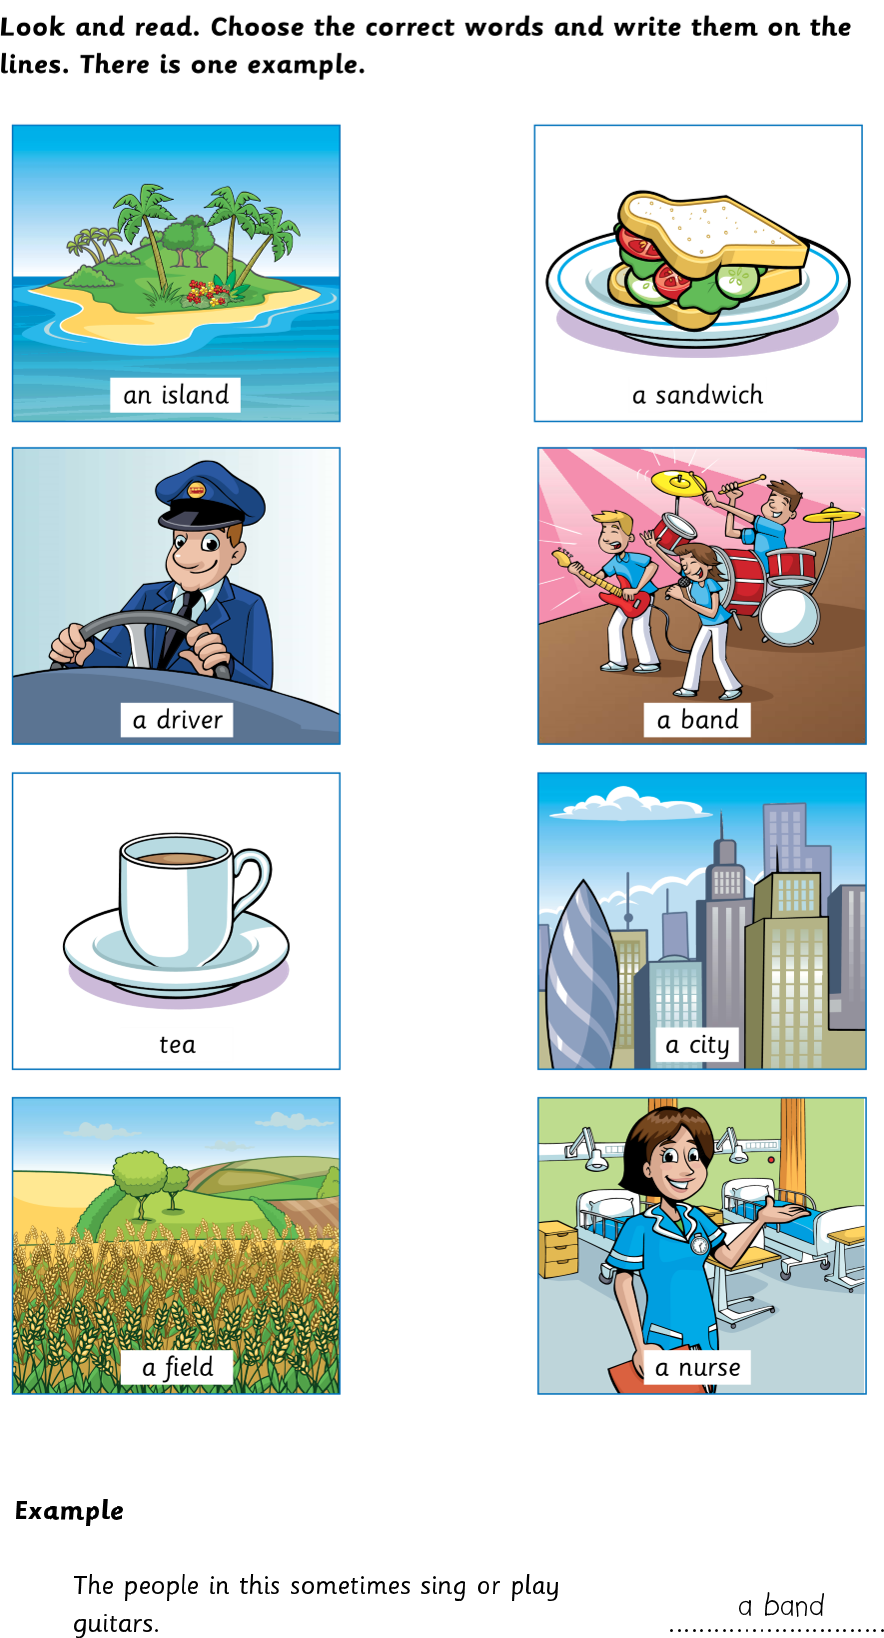 Look and read. Choose the correct words and write them on the
lines. There is one example.
an island
a sandwich
a driver
a band
tea
a city
a field
a nurse
Example
The people in this sometimes sing or play
guitars.
a band